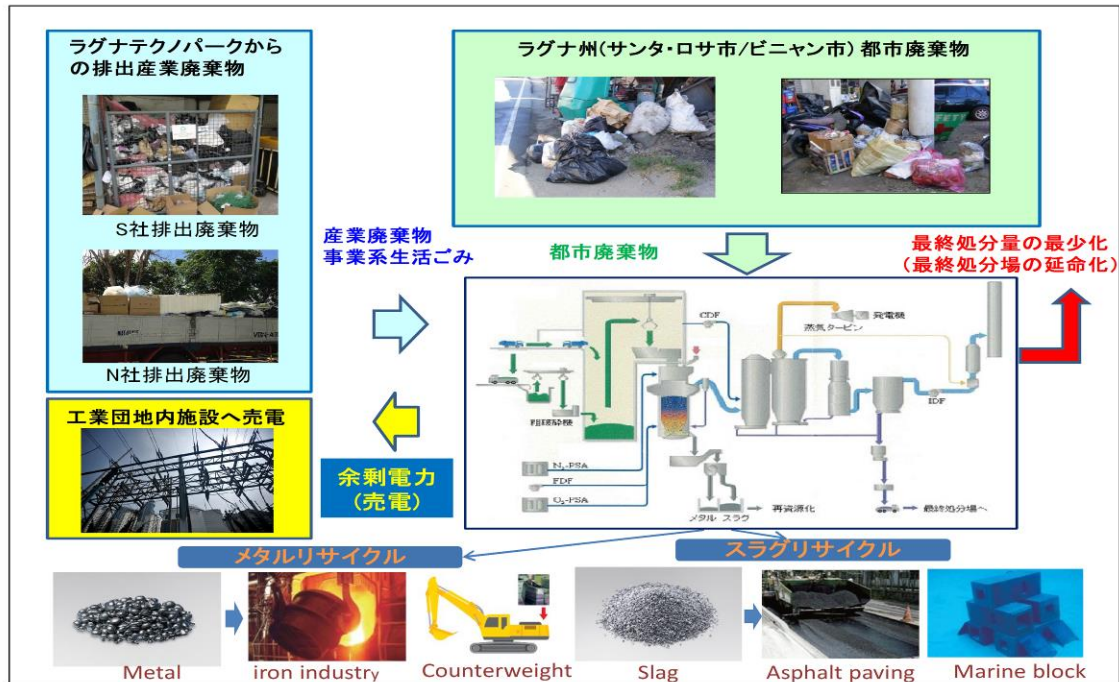 ラグナテクノパークから
の排出産業廃棄物
S社排出廃棄物
N社排出廃棄物
ラグナ州(サンタ・ロサ市/ビニャン市) 都市廃棄物
産業廃棄物
事業系生活ごみ
都市廃棄物
最終処分量の最少化
(最終処分場の延命化)
工業団地内施設へ売電
余剰電力
(売電)
CDF
発電機
蒸気タービン
IDF
N₂-PSA
FDF
O₂-PSA
メタル スラグ
再資源化
最終処分場へ
メタルリサイクル
スラグリサイクル
Metal
iron industry
Counterweight
Slag
Asphalt paving
Marine block